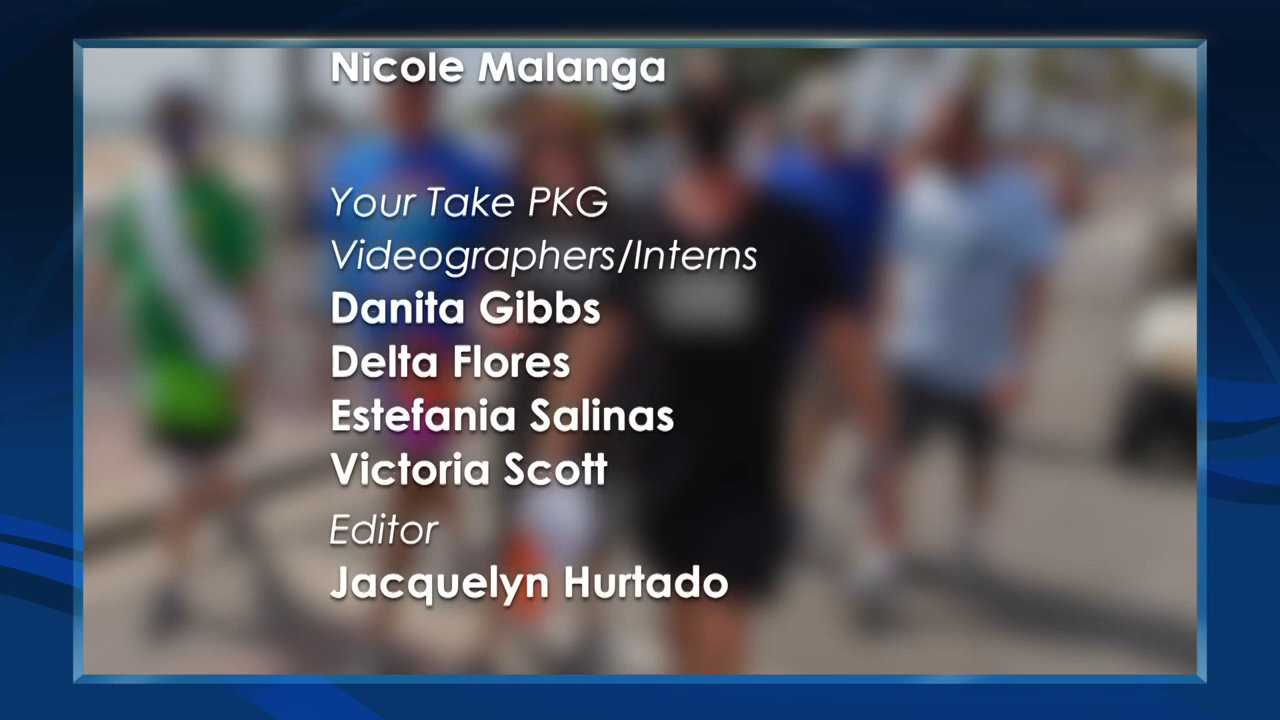 Nicole Malanga
Your Take PKG
Videographers/Interns
Danita Gibbs
Delta Flores
Estefania Salinas
Victoria Scott
Editor
Jacquelyn Hurtado